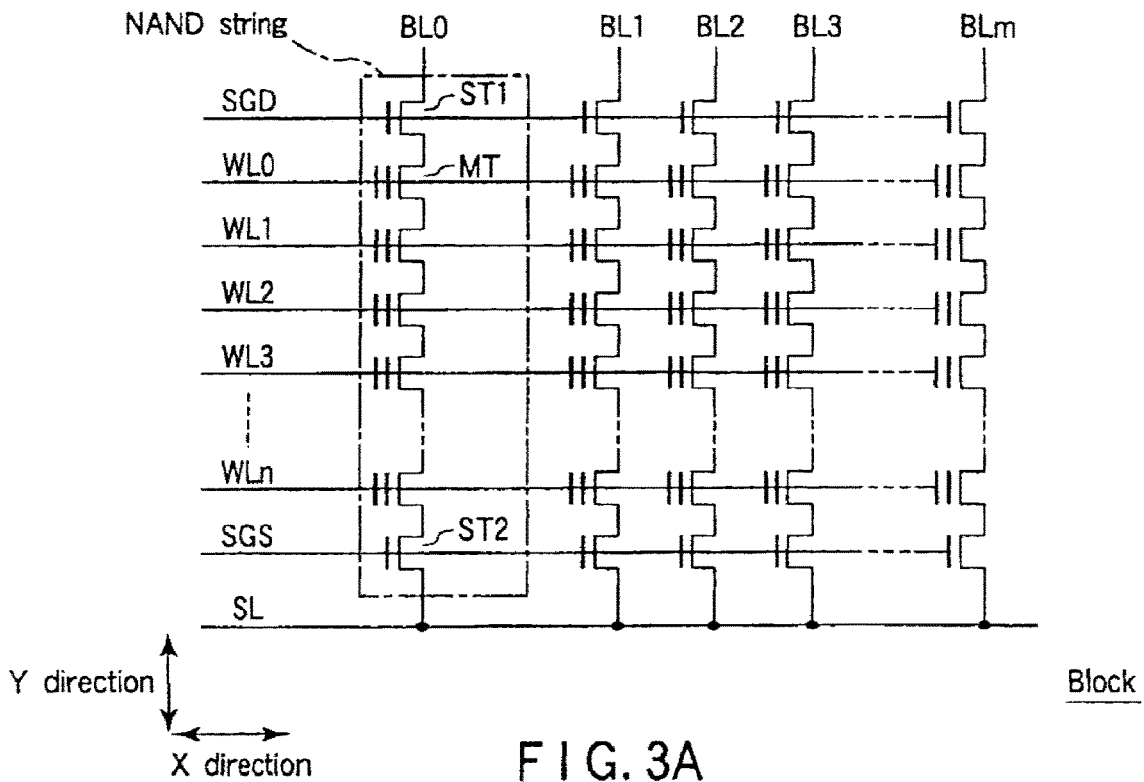 NAND string
BL0 BL1 BL2 BL3 BLm
SGD ST1
WL0 MT
WL1
WL2
WL3
WLn
SGS ST2
SL
Y direction
Block
X direction
FIG. 3A